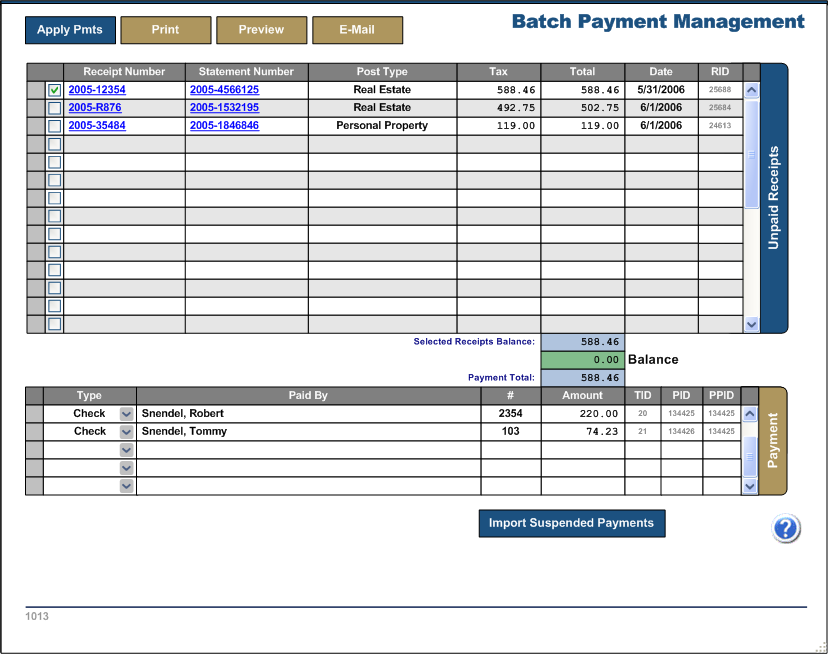 Apply Pmts Print Preview E-Mail Batch Payment Management
Receipt Number Statement Number Post Type Tax Total Date RID
2005-12354 2005-4566125 Real Estate 588.46 588.46 5/31/2006 25688
2005-R876 2005-1532195 Real Estate 492.75 502.75 6/1/2006 25684
2005-35484 2005-1846846 Personal Property 119.00 119.00 6/1/2006 24613
Unpaid Receipts
Selected Receipts Balance: 588.46
0.00 Balance
Payment Total: 588.46
Type Paid By # Amount TID PID PPID
Check Snendel, Robert 2354 220.00 20 134425 134425
Check Snendel, Tommy 103 74.23 21 134426 134425
Payment
Import Suspended Payments
?
1013